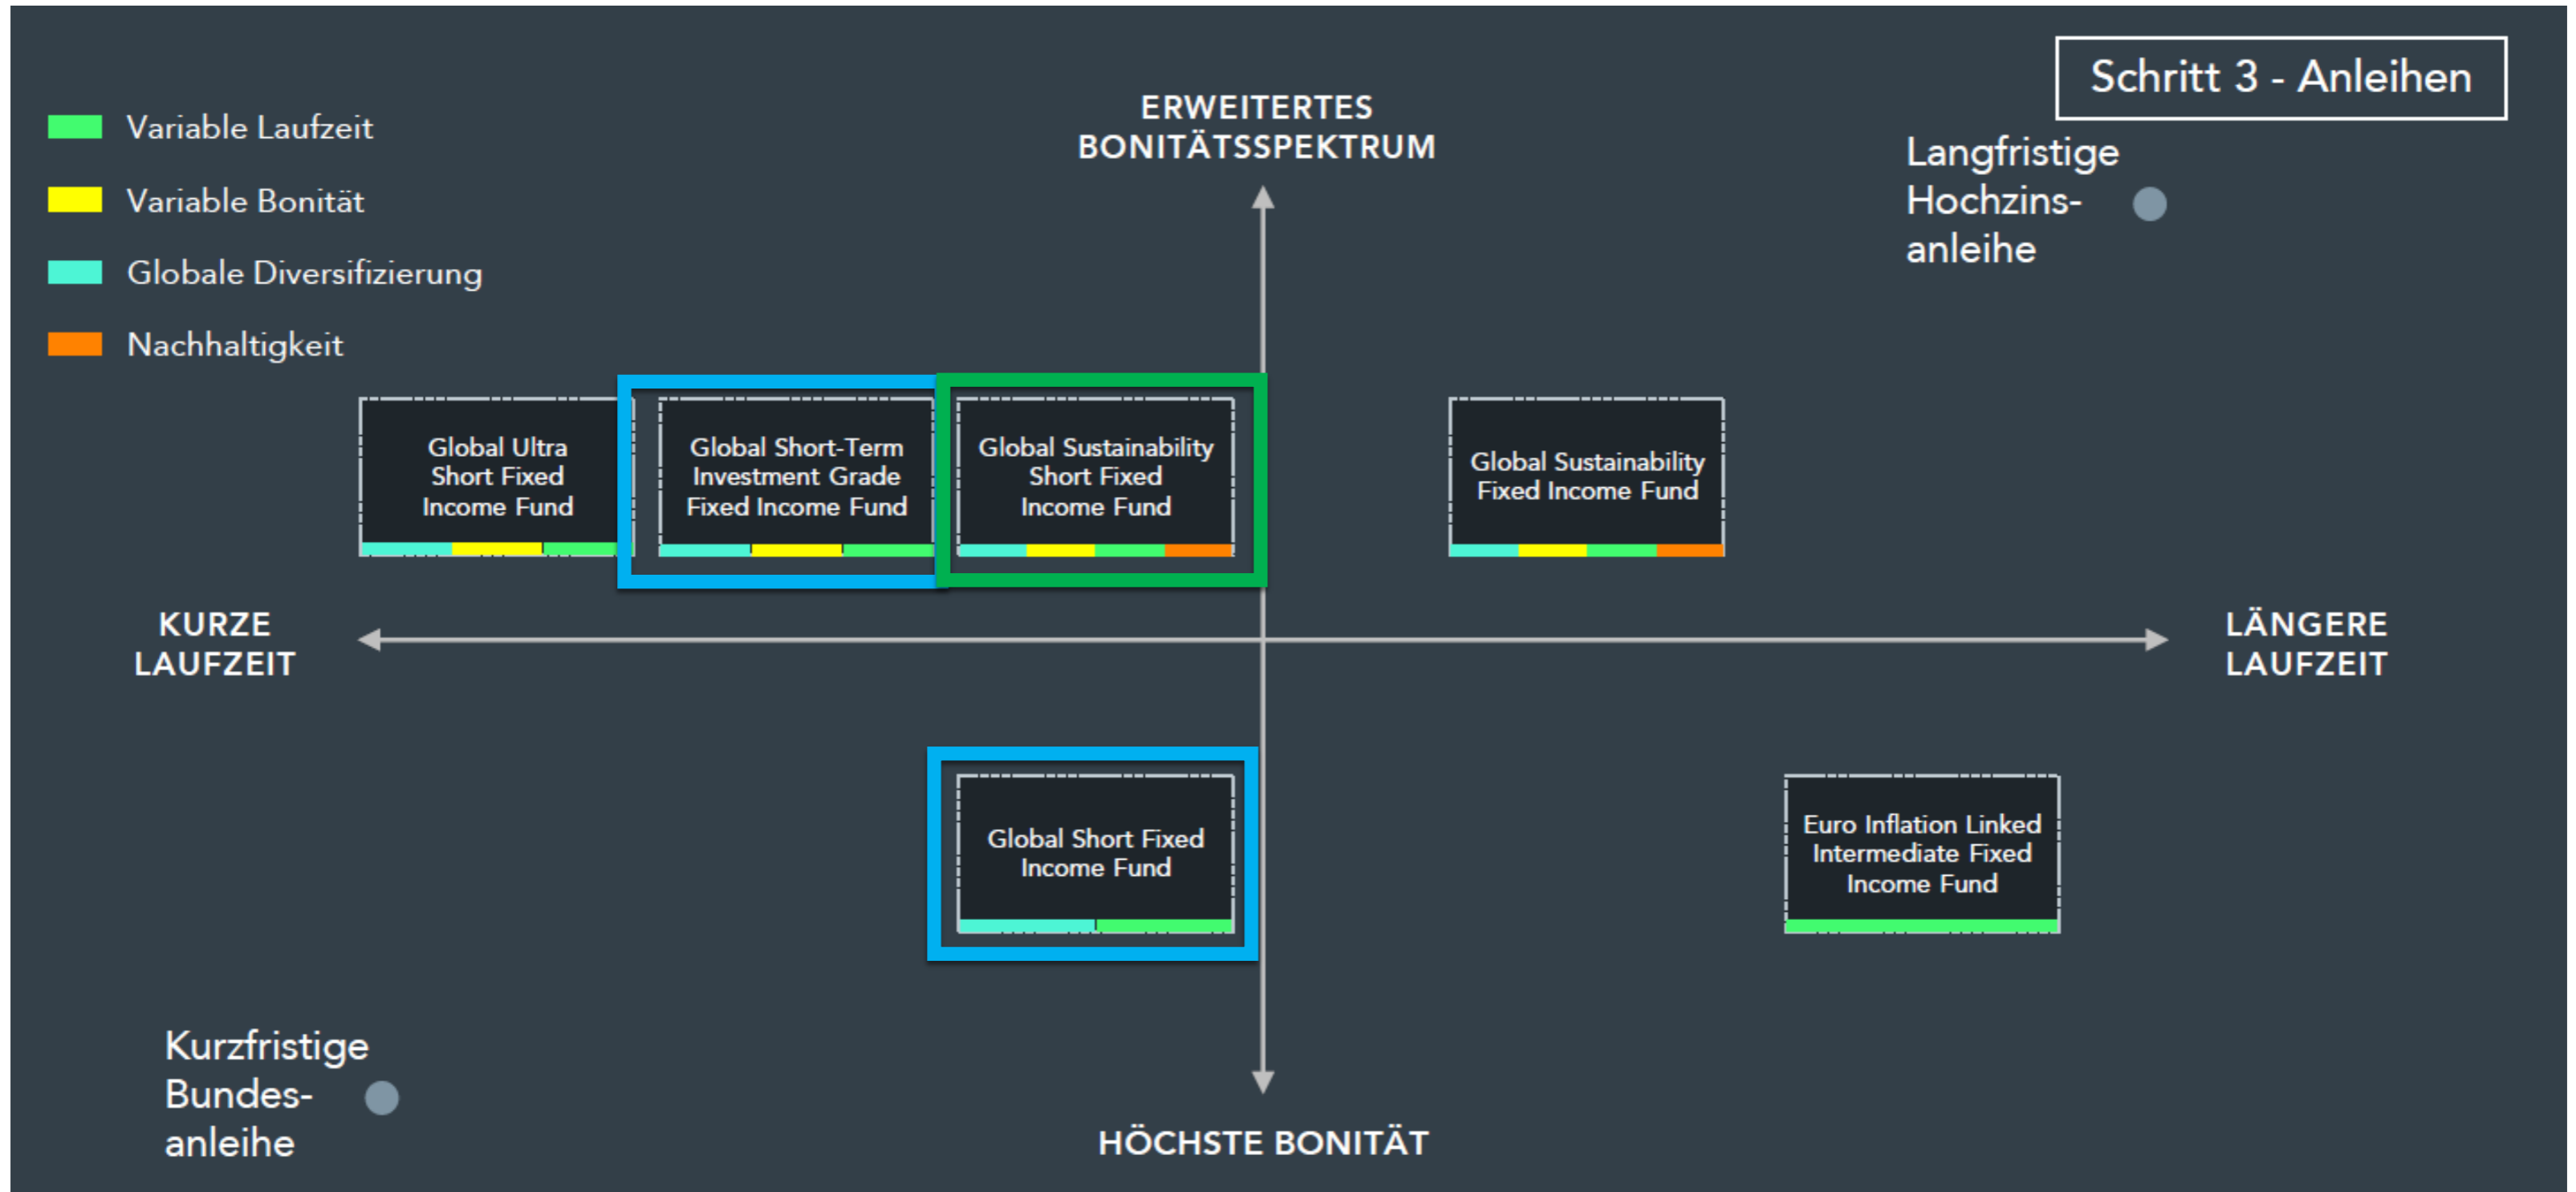 Schritt 3 - Anleihen
Variable Laufzeit
Variable Bonität
Globale Diversifizierung
Nachhaltigkeit
ERWEITERTES
BONITÄTSSPEKTRUM
Langfristige
Hochzins-
anleihe
Global Ultra
Short Fixed
Income Fund
Global Short-Term
Investment Grade
Fixed Income Fund
Global Sustainability
Short Fixed
Income Fund
Global Sustainability
Fixed Income Fund
KURZE
LAUFZEIT
LÄNGERE
LAUFZEIT
Global Short Fixed
Income Fund
Euro Inflation Linked
Intermediate Fixed
Income Fund
Kurzfristige
Bundes-
anleihe
HÖCHSTE BONITÄT